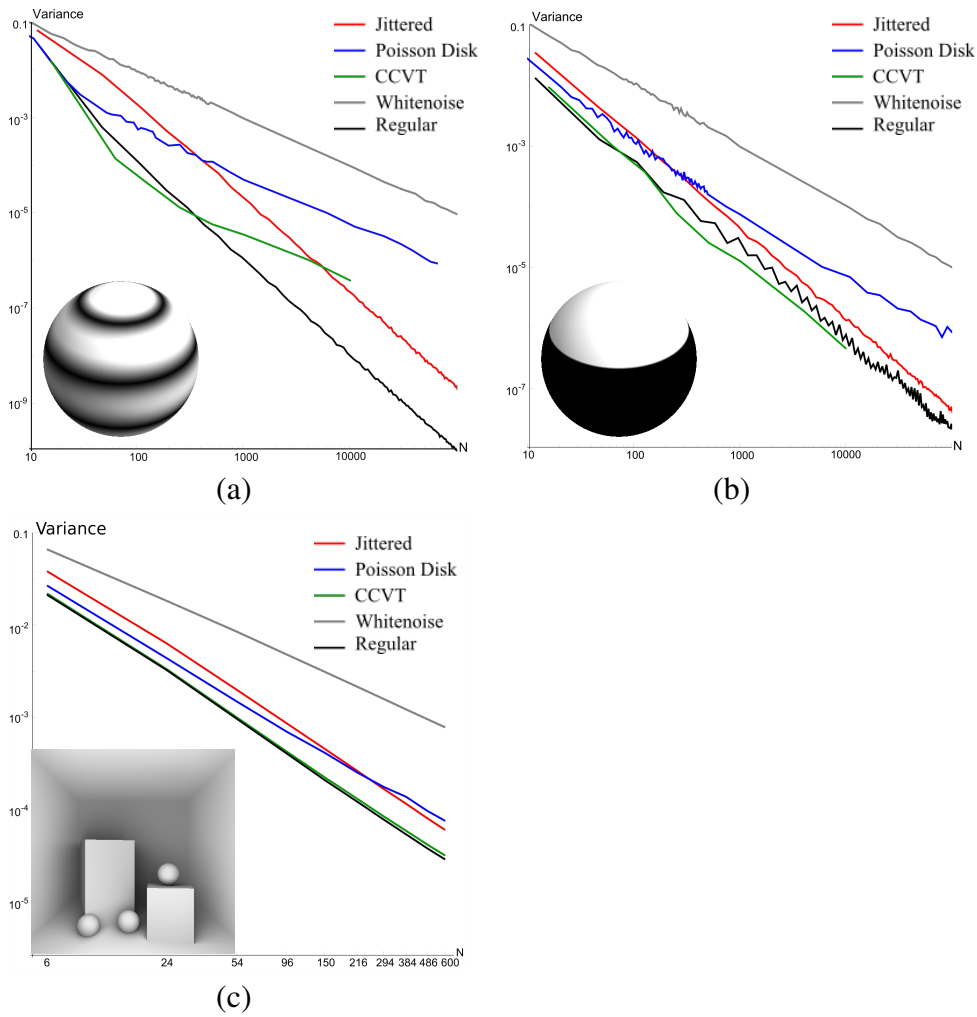 Variance
0.1
10^-3
10^-5
10^-7
10^-9
Jittered
Poisson Disk
CCVT
Whitenoise
Regular
10 100 1000 10000 N
(a)
Variance
0.1
10^-3
10^-5
10^-7
Jittered
Poisson Disk
CCVT
Whitenoise
Regular
10 100 1000 10000 N
(b)
Variance
0.1
10^-2
10^-3
10^-4
10^-5
Jittered
Poisson Disk
CCVT
Whitenoise
Regular
6 24 54 96 150 216 294 384 486 600 N
(c)